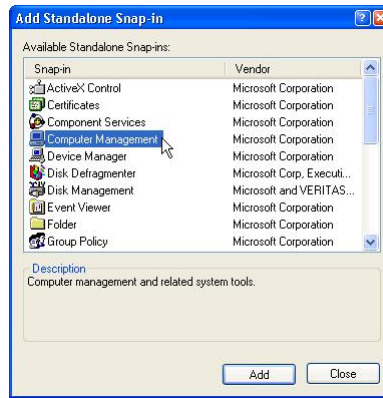 Add Standalone Snap-in
Available Standalone Snap-ins:
Snap-in Vendor
ActiveX Control Microsoft Corporation
Certificates Microsoft Corporation
Component Services Microsoft Corporation
Computer Management Microsoft Corporation
Device Manager Microsoft Corporation
Disk Defragmenter Microsoft Corp, Executi...
Disk Management Microsoft and VERITAS...
Event Viewer Microsoft Corporation
Folder Microsoft Corporation
Group Policy Microsoft Corporation
Description
Computer management and related system tools.
Add Close